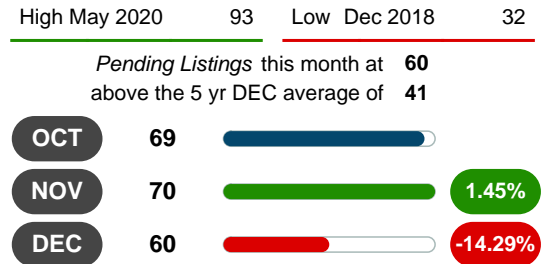 High May 2020 93 Low Dec 2018 32
Pending Listings this month at 60
above the 5 yr DEC average of 41
OCT 69
NOV 70 1.45%
DEC 60 -14.29%